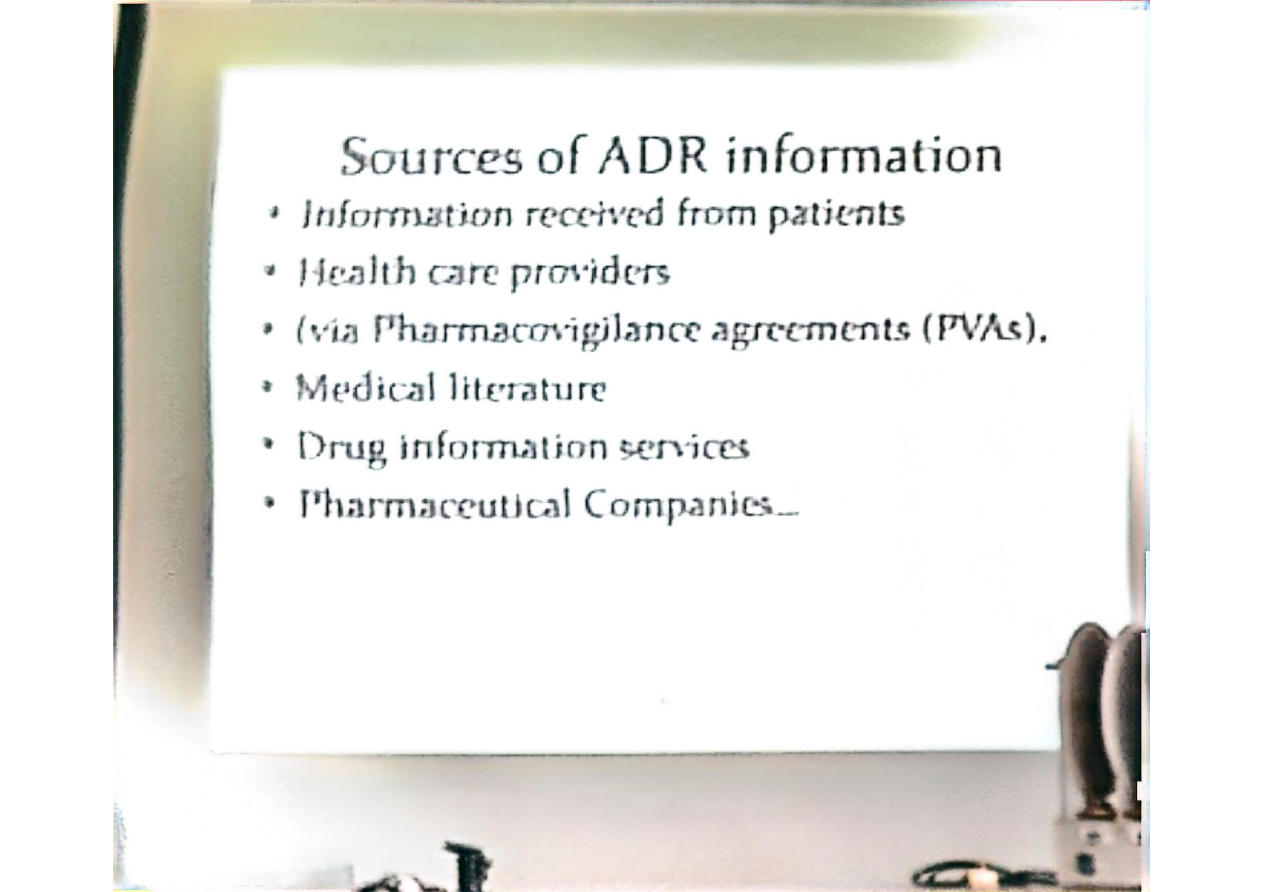 Sources of ADR information
• Information received from patients
• Health care providers
• (via Pharmacovigilance agreements (PVAs),
• Medical literature
• Drug information services
• Pharmaceutical Companies...